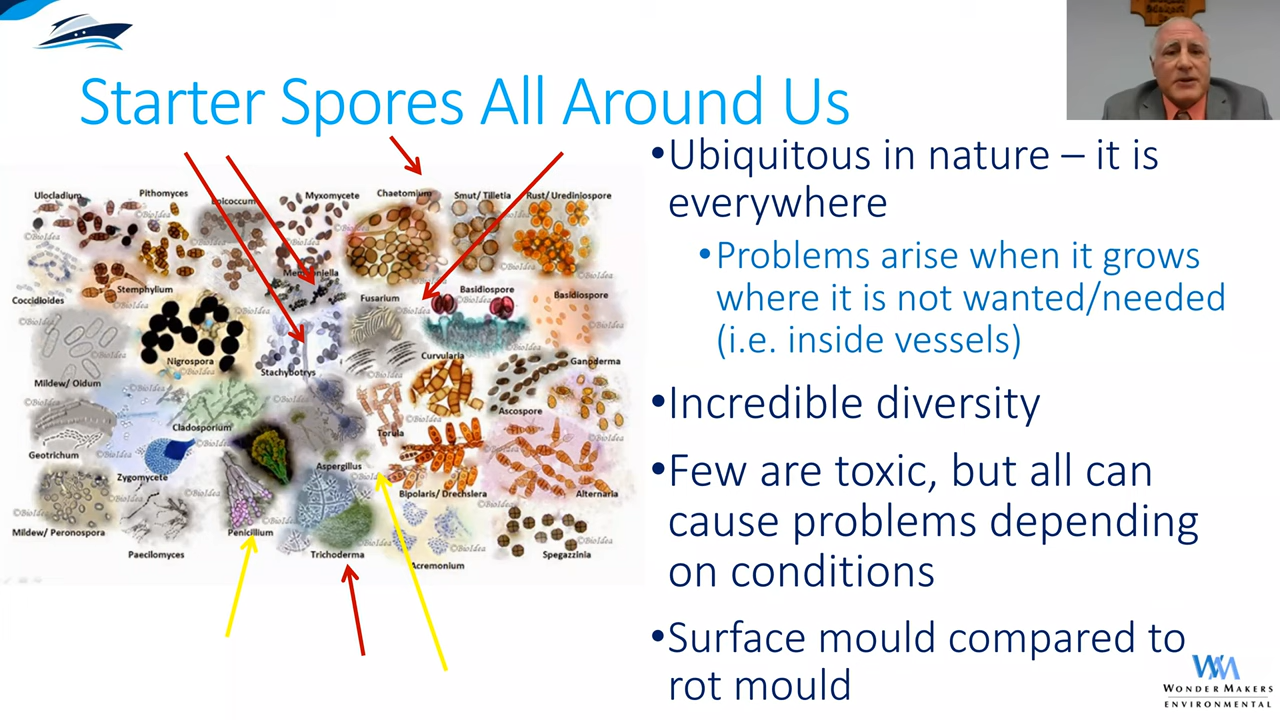 Starter Spores All Around Us
•Ubiquitous in nature – it is
everywhere
•Problems arise when it grows
where it is not wanted/needed
(i.e. inside vessels)
•Incredible diversity
•Few are toxic, but all can
cause problems depending
on conditions
•Surface mould compared to
rot mould
Ulocladium
Pithomyces
Epicoccum
Myxomycete
Chaetomium
Smut/ Tilletia
Rust/ Urediniospore
©BioIdea
Coccidioides
Stemphylium
Memnoniella
Fusarium
Basidiospore
Basidiospore
Nigrospora
Stachybotrys
Curvularia
Ganoderma
Mildew/ Oidum
Cladosporium
Torula
Ascospore
Geotrichum
Zygomycete
Aspergillus
Bipolaris/ Drechslera
Alternaria
Mildew/ Peronospora
Paecilomyces
Penicillium
Trichoderma
Acremonium
Spegazzinia
WONDER MAKERS
ENVIRONMENTAL